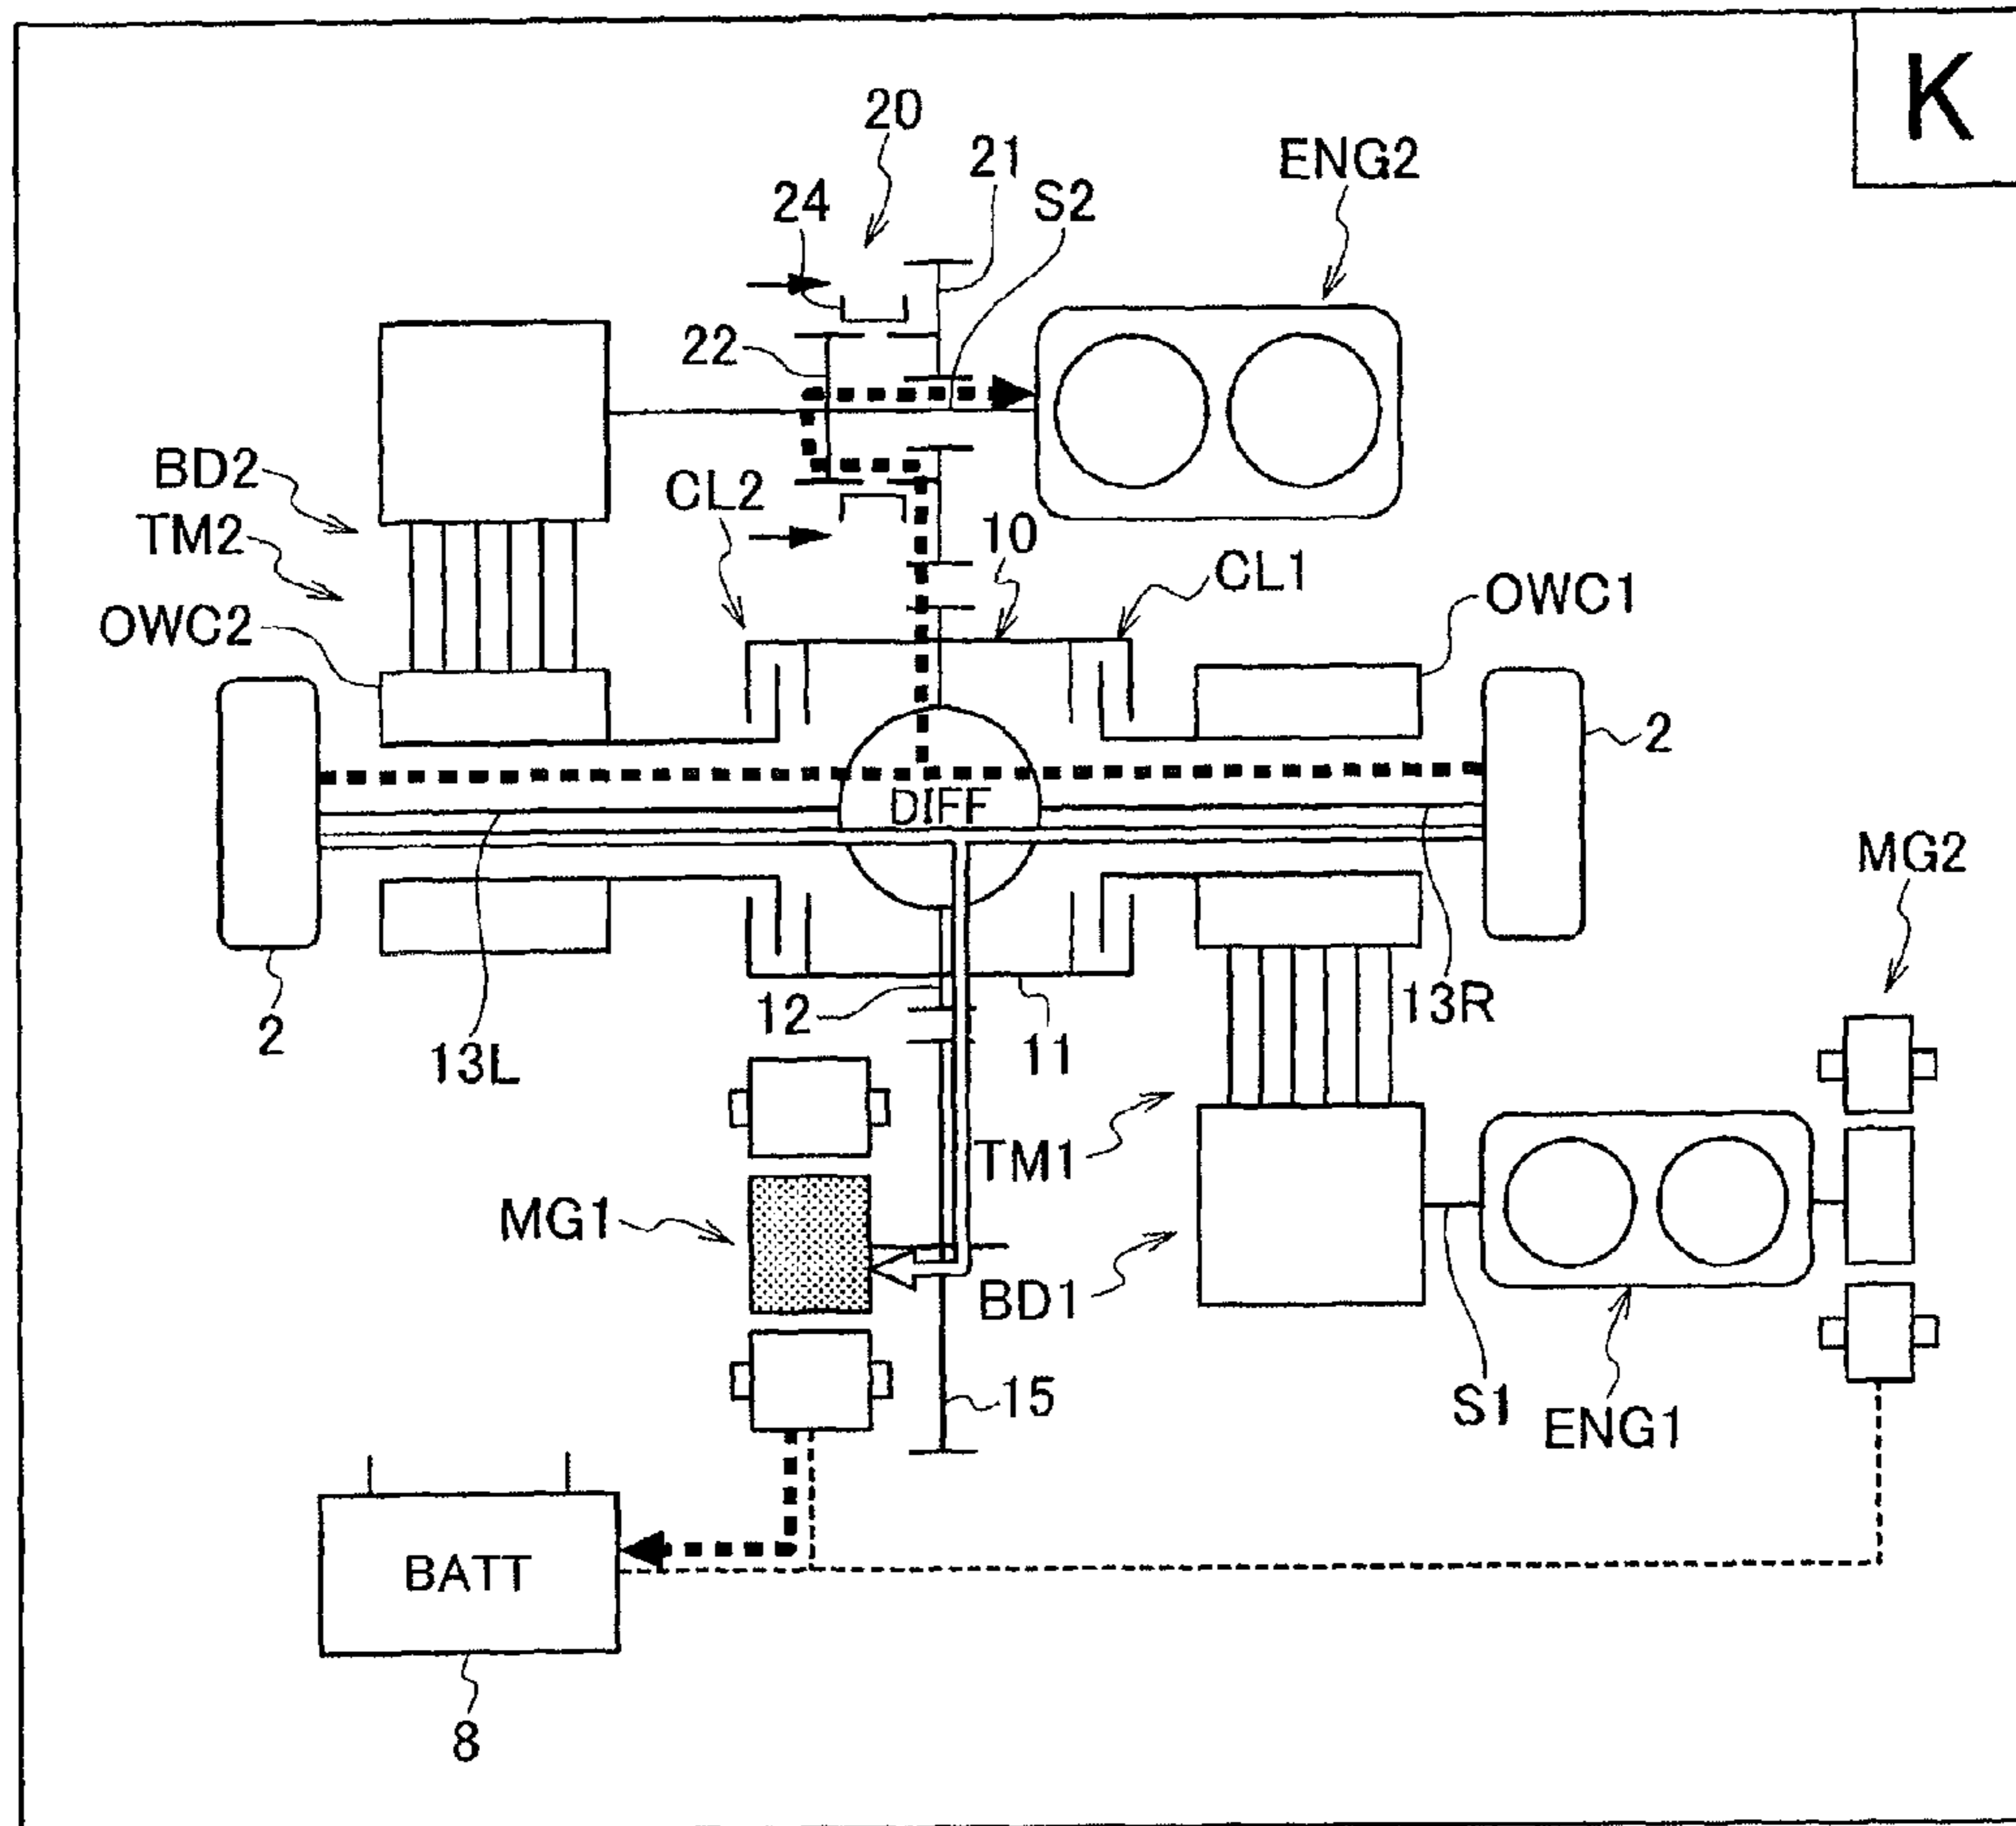 K
20
21
ENG2
24
S2
22
BD2
CL2
TM2
10
CL1
OWC1
OWC2
2
DIFF
MG2
12
13R
2
13L
11
TM1
MG1
BD1
15
S1
ENG1
BATT
8